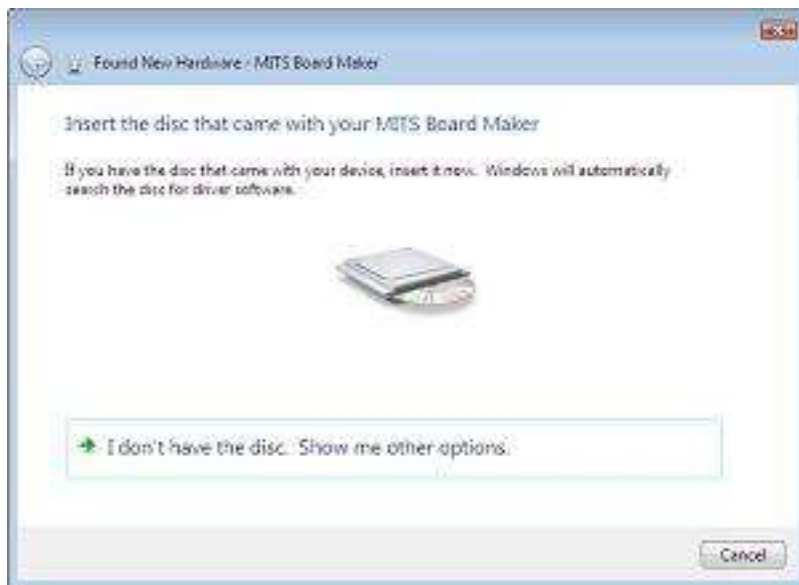 Found New Hardware - MITS Board Maker
Insert the disc that came with your MITS Board Maker
If you have the disc that came with your device, insert it now. Windows will automatically
search the disc for driver software.
I don't have the disc. Show me other options.
Cancel